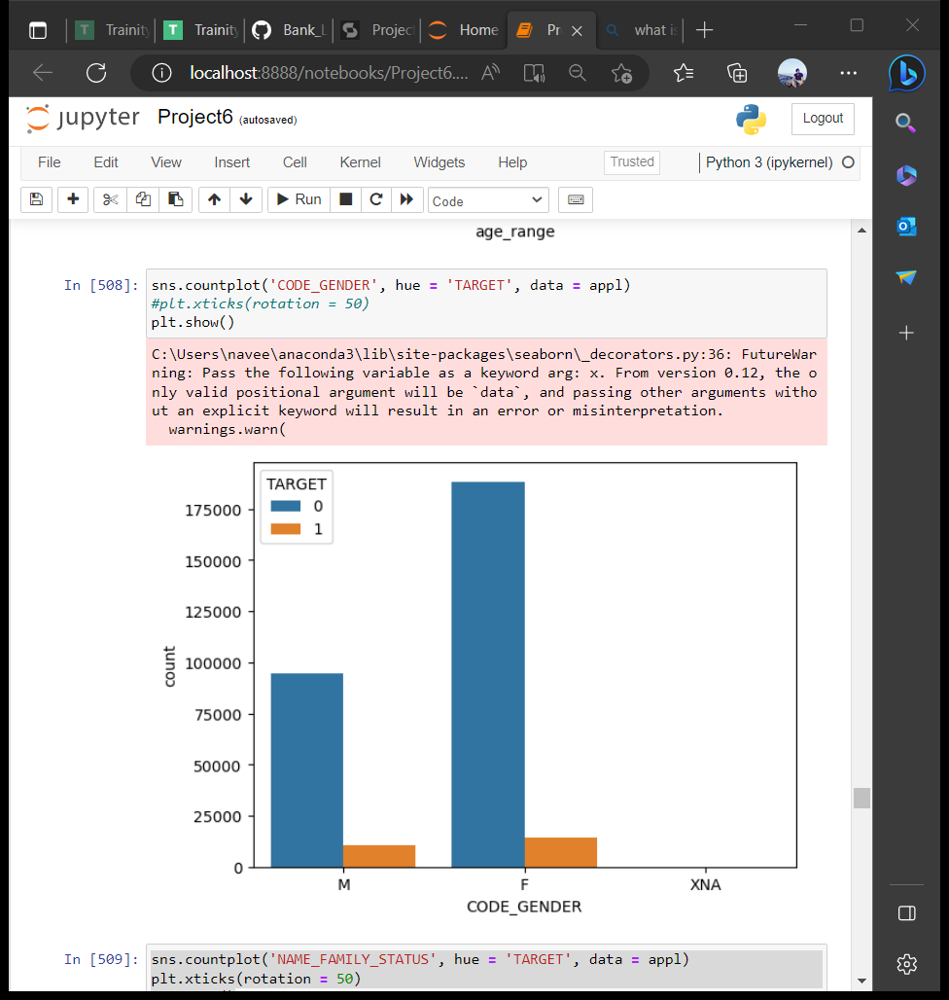 Trainity Trainity Bank_L Project Home Pr what is
localhost:8888/notebooks/Project6....
jupyter Project6 (autosaved) Logout
File Edit View Insert Cell Kernel Widgets Help Trusted Python 3 (ipykernel)
Run Code
age_range
In [508]: sns.countplot('CODE_GENDER', hue = 'TARGET', data = appl)
#plt.xticks(rotation = 50)
plt.show()
C:\Users\navee\anaconda3\lib\site-packages\seaborn\_decorators.py:36: FutureWar
ning: Pass the following variable as a keyword arg: x. From version 0.12, the o
nly valid positional argument will be `data`, and passing other arguments witho
ut an explicit keyword will result in an error or misinterpretation.
warnings.warn(
TARGET
0
1
175000
150000
125000
100000
75000
50000
25000
0
count
M F XNA
CODE_GENDER
In [509]: sns.countplot('NAME_FAMILY_STATUS', hue = 'TARGET', data = appl)
plt.xticks(rotation = 50)